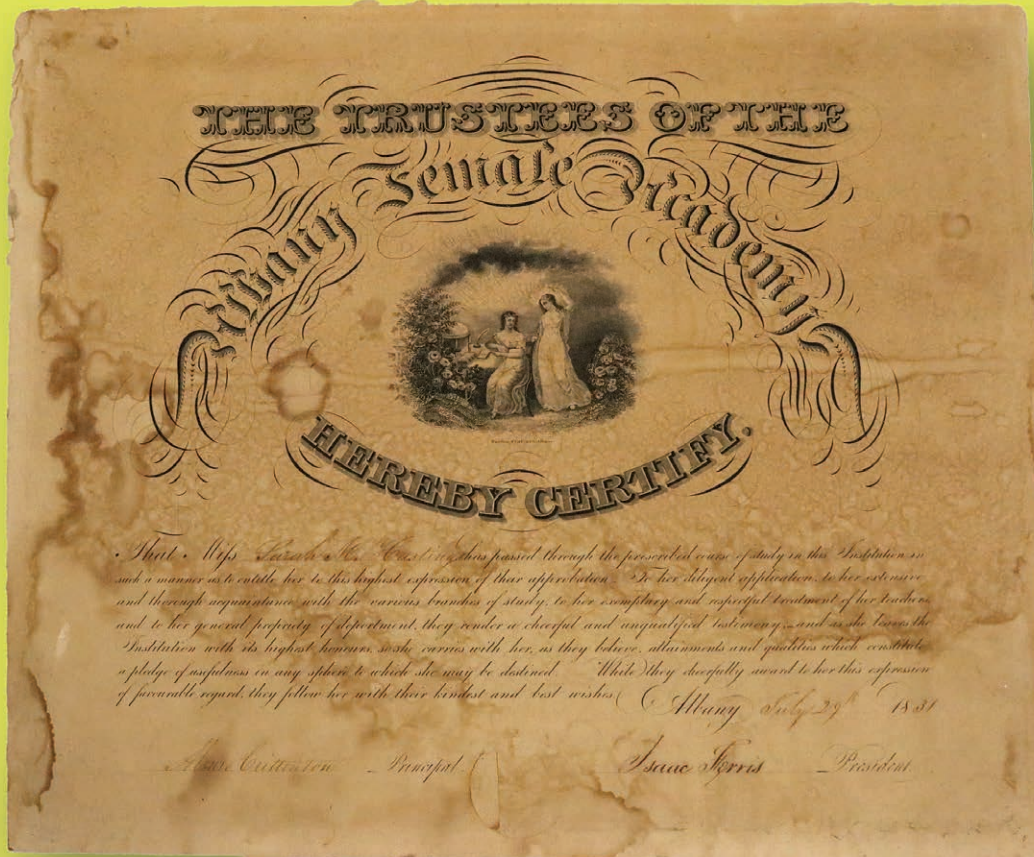 THE TRUSTEES OF THE
Albany Female Academy
HEREBY CERTIFY.
That Miss Sarah has passed through the prescribed course of study in this Institution in
such a manner as to entitle her to this highest expression of their approbation. To her diligent application, to her extensive
and thorough acquaintance with the various branches of study, to her exemplary and respectful treatment of her teachers,
and to her general propriety of deportment, they render a cheerful and unqualified testimony, and as she leaves the
Institution with its highest honours, so she carries with her, as they believe, attainments and qualities which constitute
a pledge of usefulness in any sphere to which she may be destined. While they cheerfully award to her this expression
of favourable regard, they follow her with their kindest and best wishes. Albany July 29th
Crittenton Principal. Isaac Ferris President.